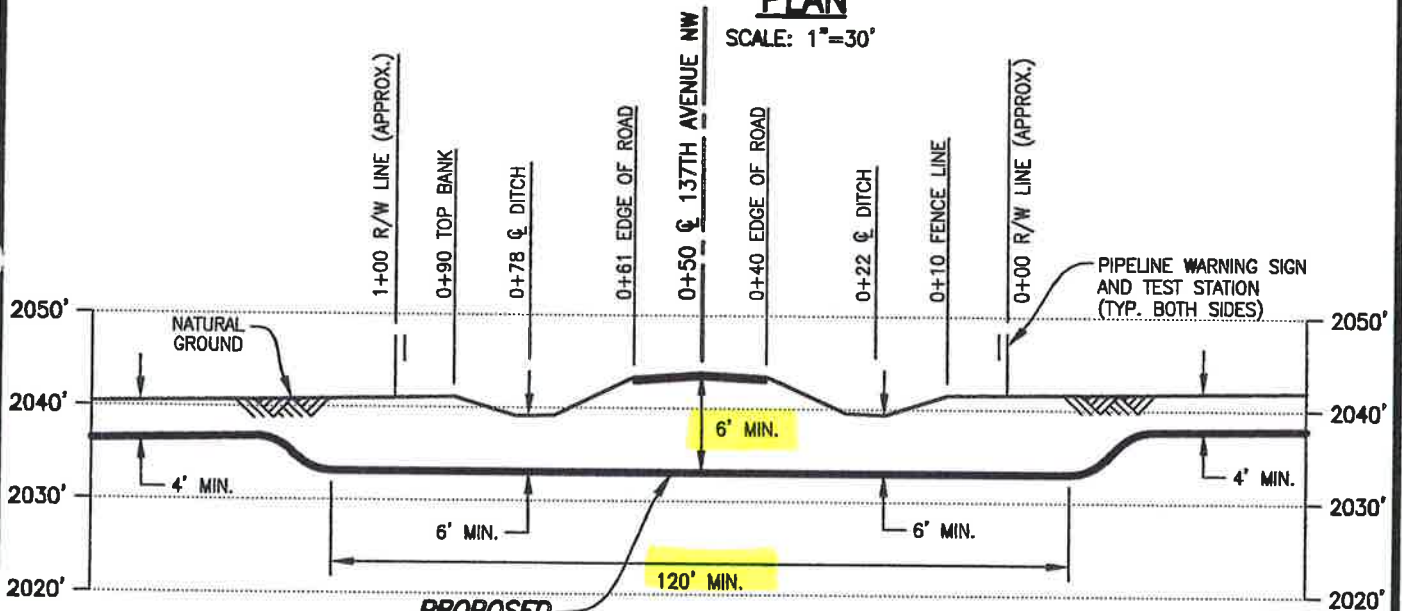 PLAN
SCALE: 1"=30'
1+00 R/W LINE (APPROX.)
0+90 TOP BANK
0+78 ℄ DITCH
0+61 EDGE OF ROAD
0+50 ℄ 137TH AVENUE NW
0+40 EDGE OF ROAD
0+22 ℄ DITCH
0+10 FENCE LINE
0+00 R/W LINE (APPROX.)
PIPELINE WARNING SIGN
AND TEST STATION
(TYP. BOTH SIDES)
2050'
2050'
NATURAL
GROUND
2040'
2040'
6' MIN.
4' MIN.
4' MIN.
2030'
2030'
6' MIN.
6' MIN.
120' MIN.
2020'
2020'
PROPOSED